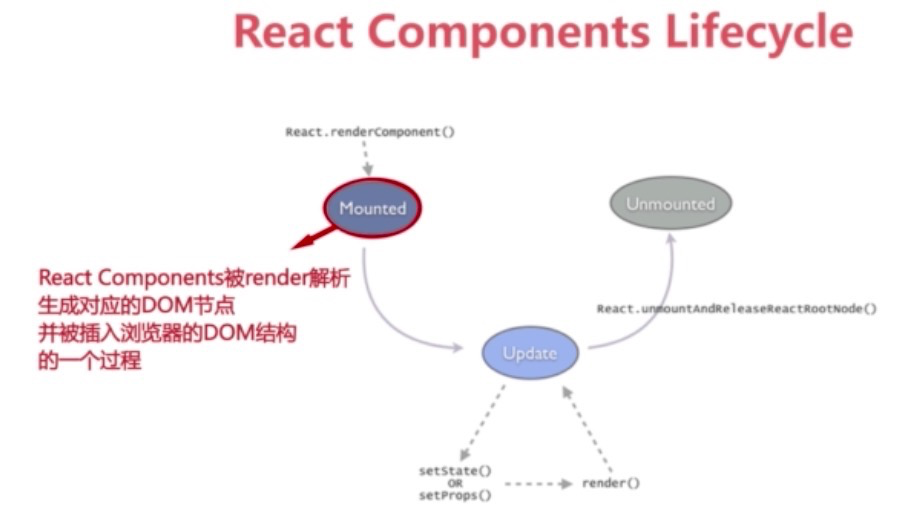 React Components Lifecycle
React.renderComponent()
Mounted
Unmounted
React Components被render解析
生成对应的DOM节点
并被插入浏览器的DOM结构
的一个过程
React.unmountAndReleaseReactRootNode()
Update
setState()
OR
setProps()
render()